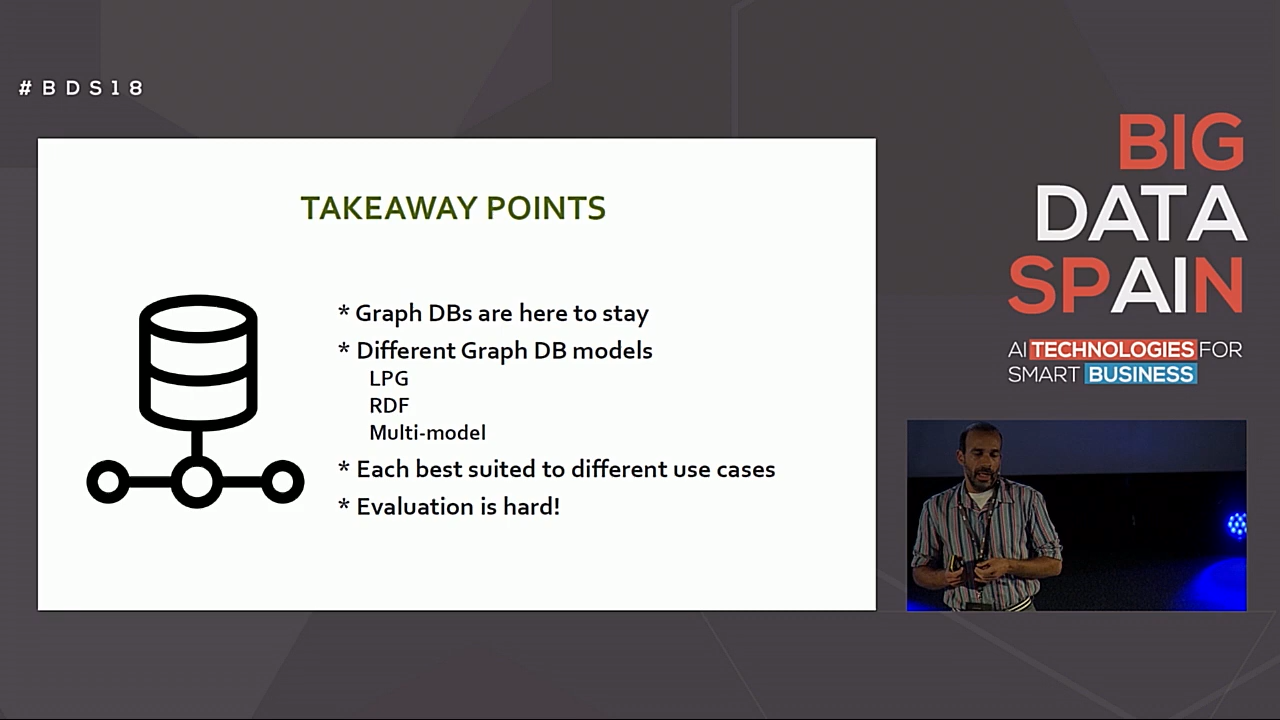 #BDS18
TAKEAWAY POINTS
* Graph DBs are here to stay
* Different Graph DB models
LPG
RDF
Multi-model
* Each best suited to different use cases
* Evaluation is hard!
BIG
DATA
SPAIN
AI TECHNOLOGIES FOR
SMART BUSINESS